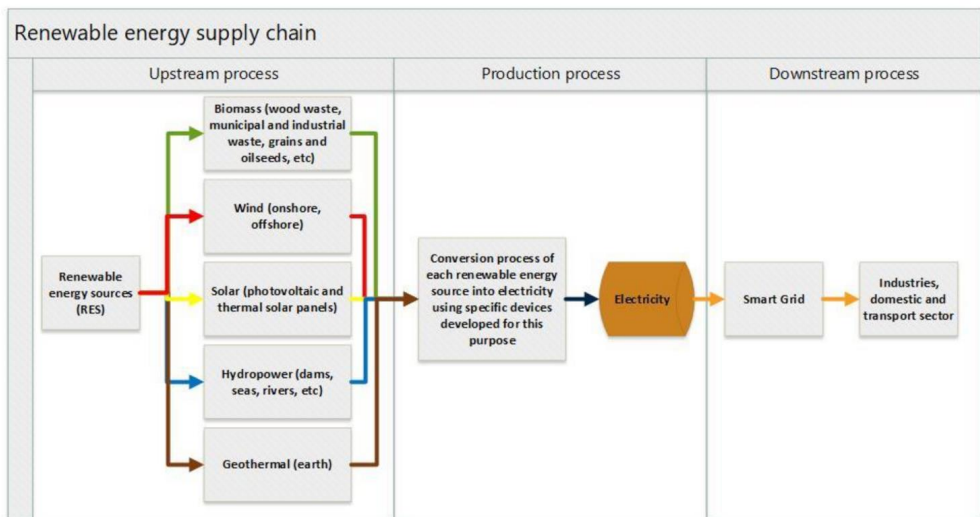 Renewable energy supply chain
Upstream process
Production process
Downstream process
Biomass (wood waste,
municipal and industrial
waste, grains and
oilseeds, etc)
Wind (onshore,
offshore)
Renewable
energy sources
(RES)
Solar (photovoltaic and
thermal solar panels)
Hydropower (dams,
seas, rivers, etc)
Geothermal (earth)
Conversion process of
each renewable energy
source into electricity
using specific devices
developed for this
purpose
Electricity
Smart Grid
Industries,
domestic and
transport sector